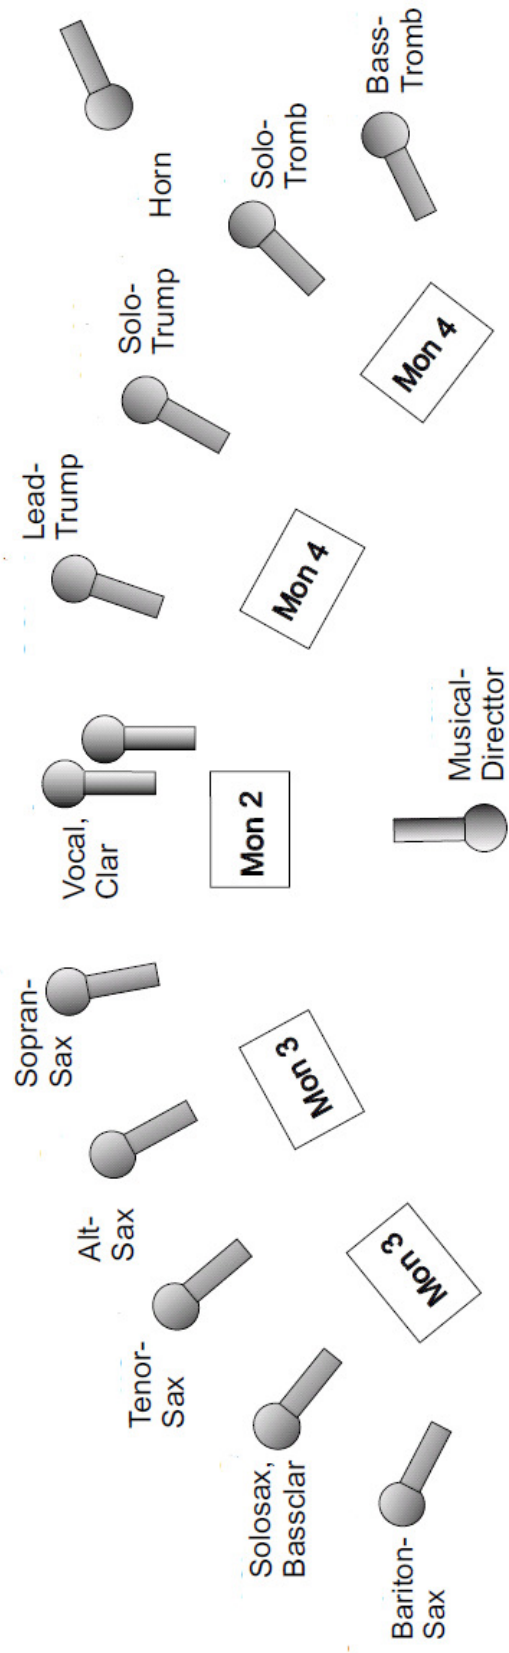 Bariton-
Sax
Solosax,
Bassclar
Tenor-
Sax
Alt-
Sax
Sopran-
Sax
Vocal,
Clar
Lead-
Trump
Solo-
Trump
Horn
Solo-
Tromb
Bass-
Tromb
Mon 3
Mon 3
Mon 2
Mon 4
Mon 4
Musical-
Directtor